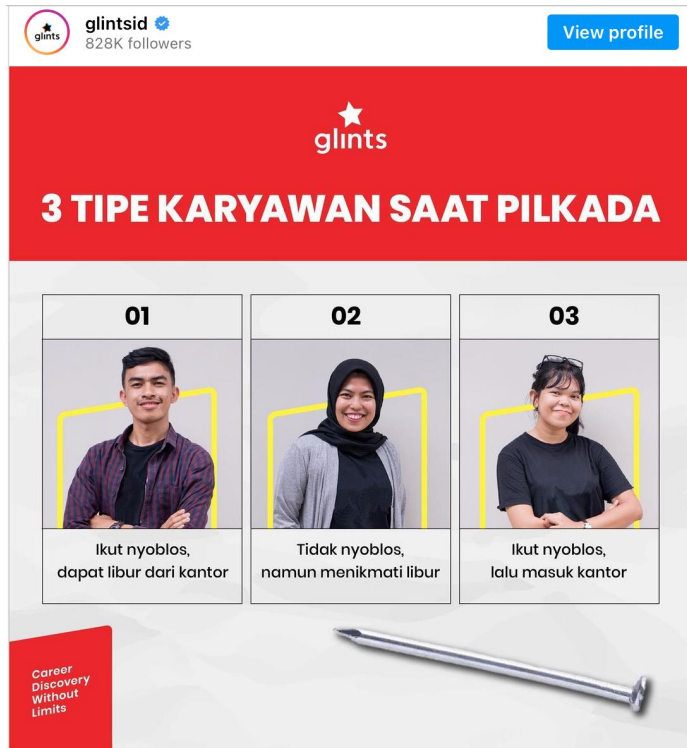 glints
glintsid
828K followers
View profile
glints
3 TIPE KARYAWAN SAAT PILKADA
01
02
03
Ikut nyoblos,
dapat libur dari kantor
Tidak nyoblos,
namun menikmati libur
Ikut nyoblos,
lalu masuk kantor
Career
Discovery
Without
Limits